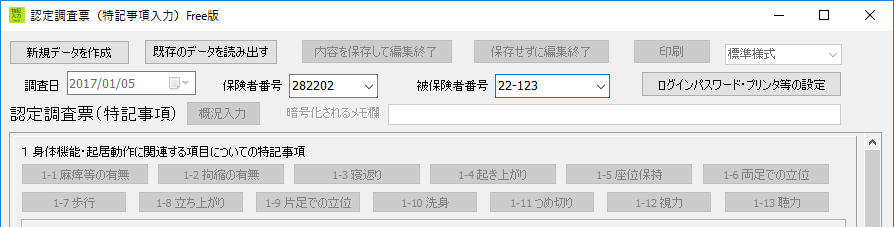 認定調査票（特記事項入力）Free版
新規データを作成 既存のデータを読み出す 内容を保存して編集終了 保存せずに編集終了 印刷 標準様式
調査日 2017/01/05 保険者番号 282202 被保険者番号 22-123 ログインパスワード・プリンタ等の設定
認定調査票（特記事項） 概況入力 暗号化されるメモ欄
1 身体機能・起居動作に関連する項目についての特記事項
1-1 麻痺等の有無 1-2 拘縮の有無 1-3 寝返り 1-4 起き上がり 1-5 座位保持 1-6 両足での立位
1-7 歩行 1-8 立ち上がり 1-9 片足での立位 1-10 洗身 1-11 つめ切り 1-12 視力 1-13 聴力